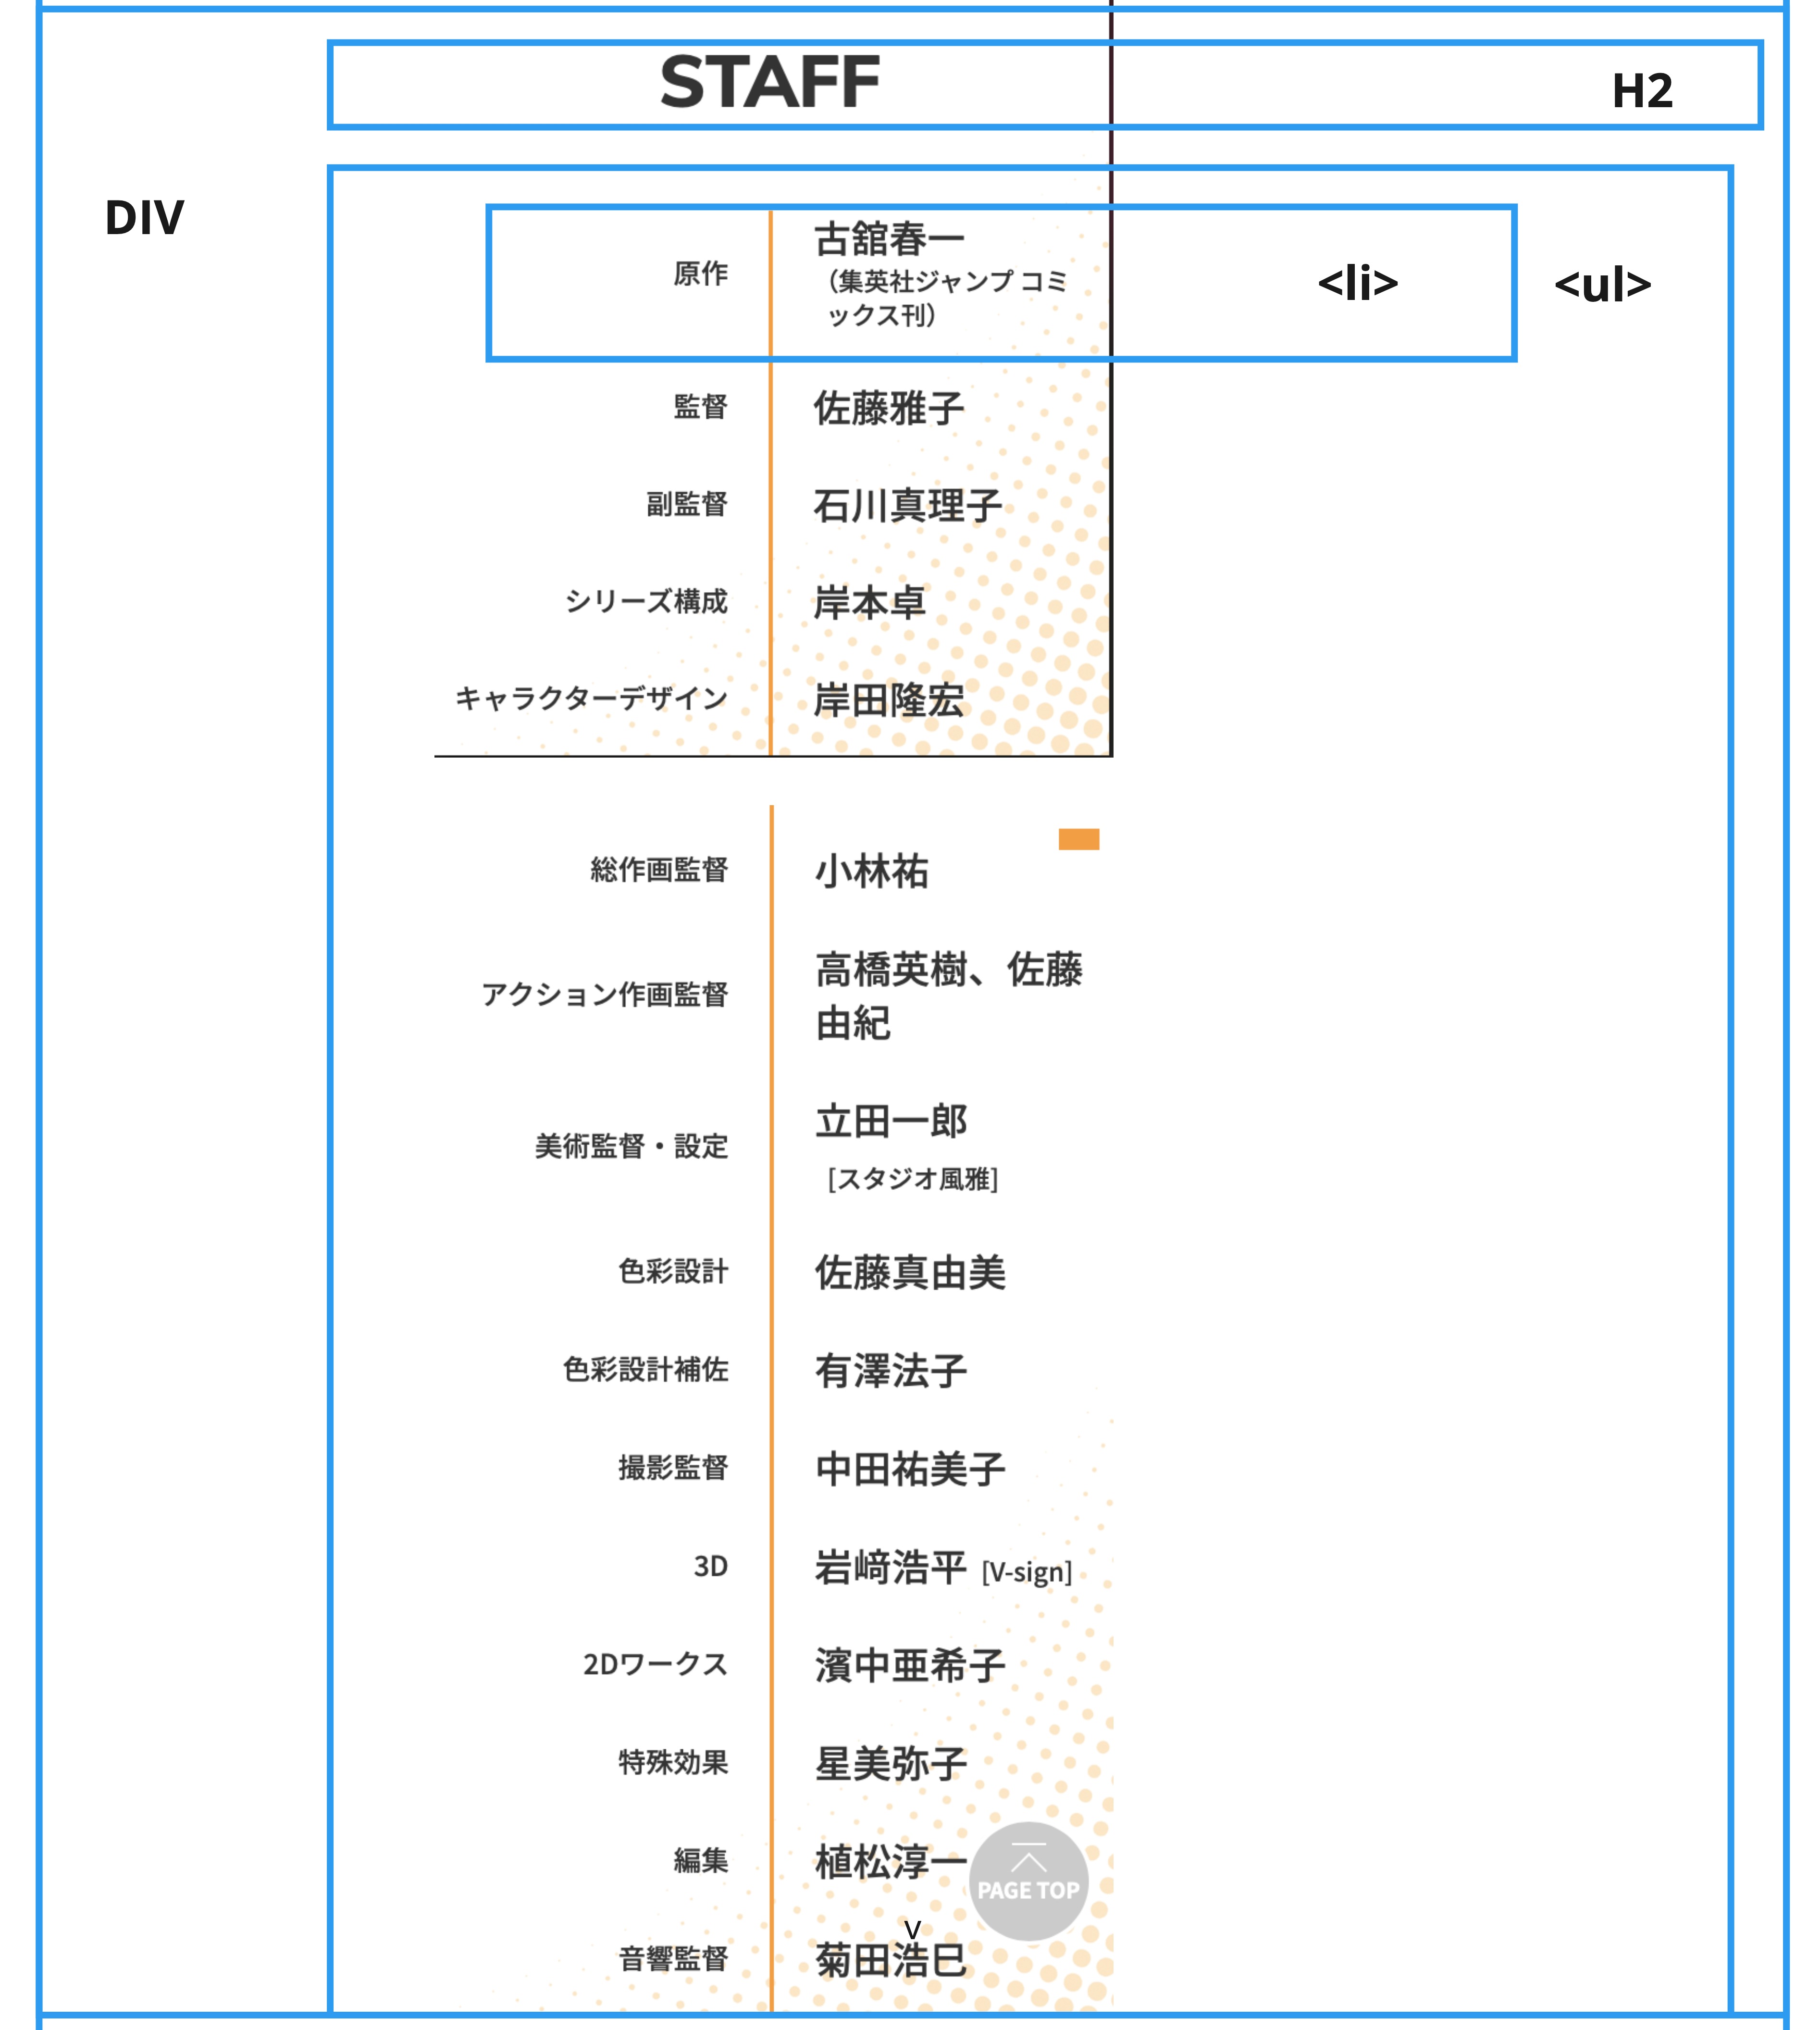 STAFF
H2
DIV
原作
古舘春一
（集英社ジャンプ コミ
ックス刊）
<li>
<ul>
監督
佐藤雅子
副監督
石川真理子
シリーズ構成
岸本卓
キャラクターデザイン
岸田隆宏
総作画監督
小林祐
アクション作画監督
高橋英樹、佐藤
由紀
美術監督・設定
立田一郎
［スタジオ風雅］
色彩設計
佐藤真由美
色彩設計補佐
有澤法子
撮影監督
中田祐美子
3D
岩﨑浩平 [V-sign]
2Dワークス
濱中亜希子
特殊効果
星美弥子
編集
植松淳一
PAGE TOP
v
音響監督
菊田浩巳